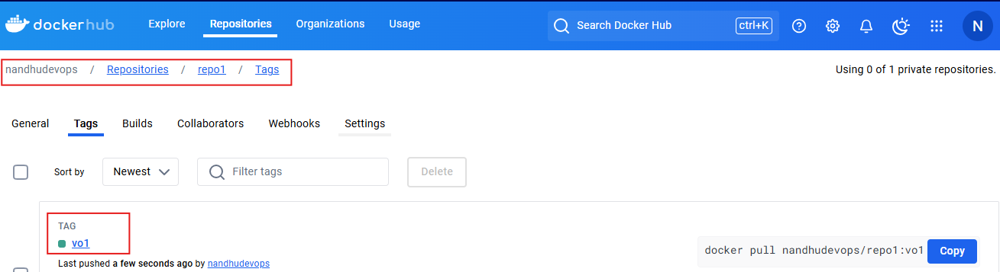 dockerhub Explore Repositories Organizations Usage Search Docker Hub ctrl+K N
nandhudevops / Repositories / repo1 / Tags Using 0 of 1 private repositories.
General Tags Builds Collaborators Webhooks Settings
Sort by Newest Filter tags Delete
TAG
vo1
docker pull nandhudevops/repo1:vo1 Copy
Last pushed a few seconds ago by nandhudevops